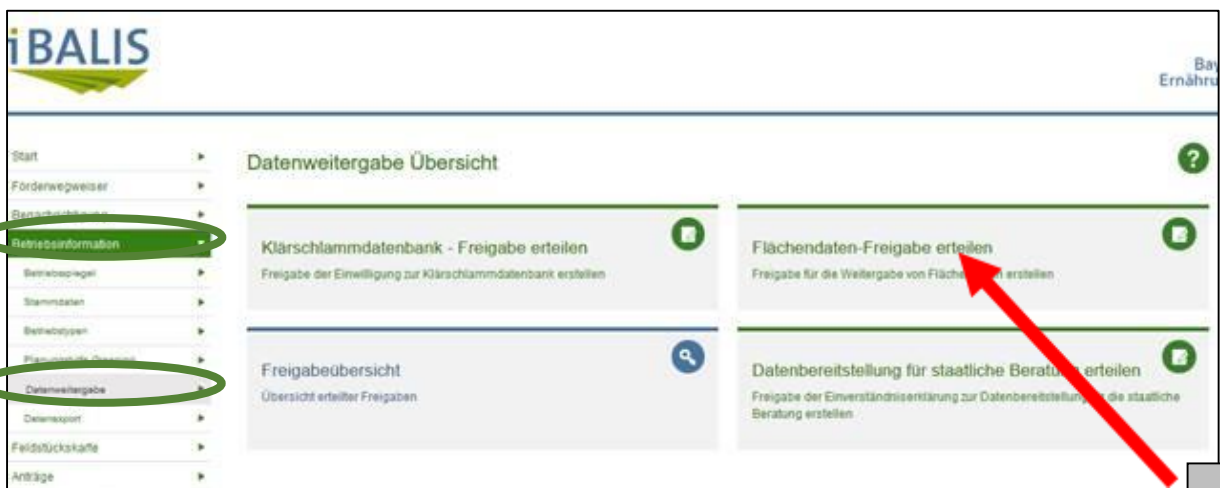 iBALIS
Bay
Ernähru
Start
Förderwegweiser
Betriebsinformation
Betriebsspiegel
Stammdaten
Betriebstypen
Datenweitergabe
Datenexport
Feldstückskarte
Anträge
Datenweitergabe Übersicht
?
Klärschlammdatenbank - Freigabe erteilen
Freigabe der Einwilligung zur Klärschlammdatenbank erstellen
Flächendaten-Freigabe erteilen
Freigabe für die Weitergabe von erstellen
Freigabeübersicht
Übersicht erteilter Freigaben
Datenbereitstellung für staatliche Beratung erteilen
Freigabe der Einverständniserklärung zur Datenbereitstellung die staatliche
Beratung erstellen